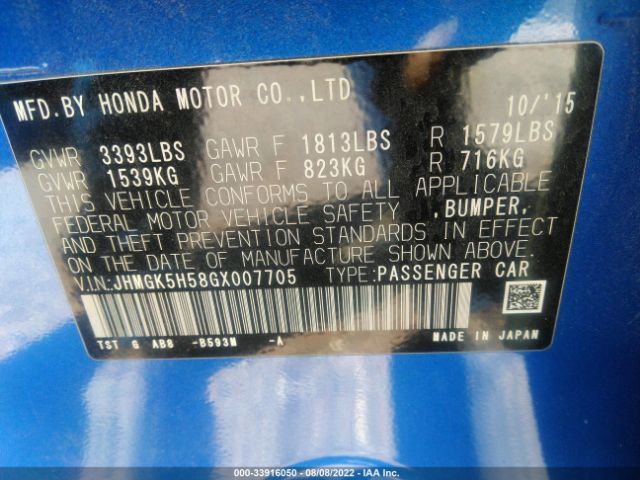 MFD.BY HONDA MOTOR CO.,LTD 10/'15
GVWR 3393LBS GAWR F 1813LBS R 1579LBS
GVWR 1539KG GAWR F 823KG R 716KG
THIS VEHICLE CONFORMS TO ALL APPLICABLE
FEDERAL MOTOR VEHICLE SAFETY ,BUMPER,
AND THEFT PREVENTION STANDARDS IN EFFECT
ON THE DATE OF MANUFACTURE SHOWN ABOVE.
V.I.N:JHMGK5H58GX007705 TYPE:PASSENGER CAR
TST G AB8 -B593M -A
MADE IN JAPAN
000-33916050 - 08/08/2022 - IAA Inc.